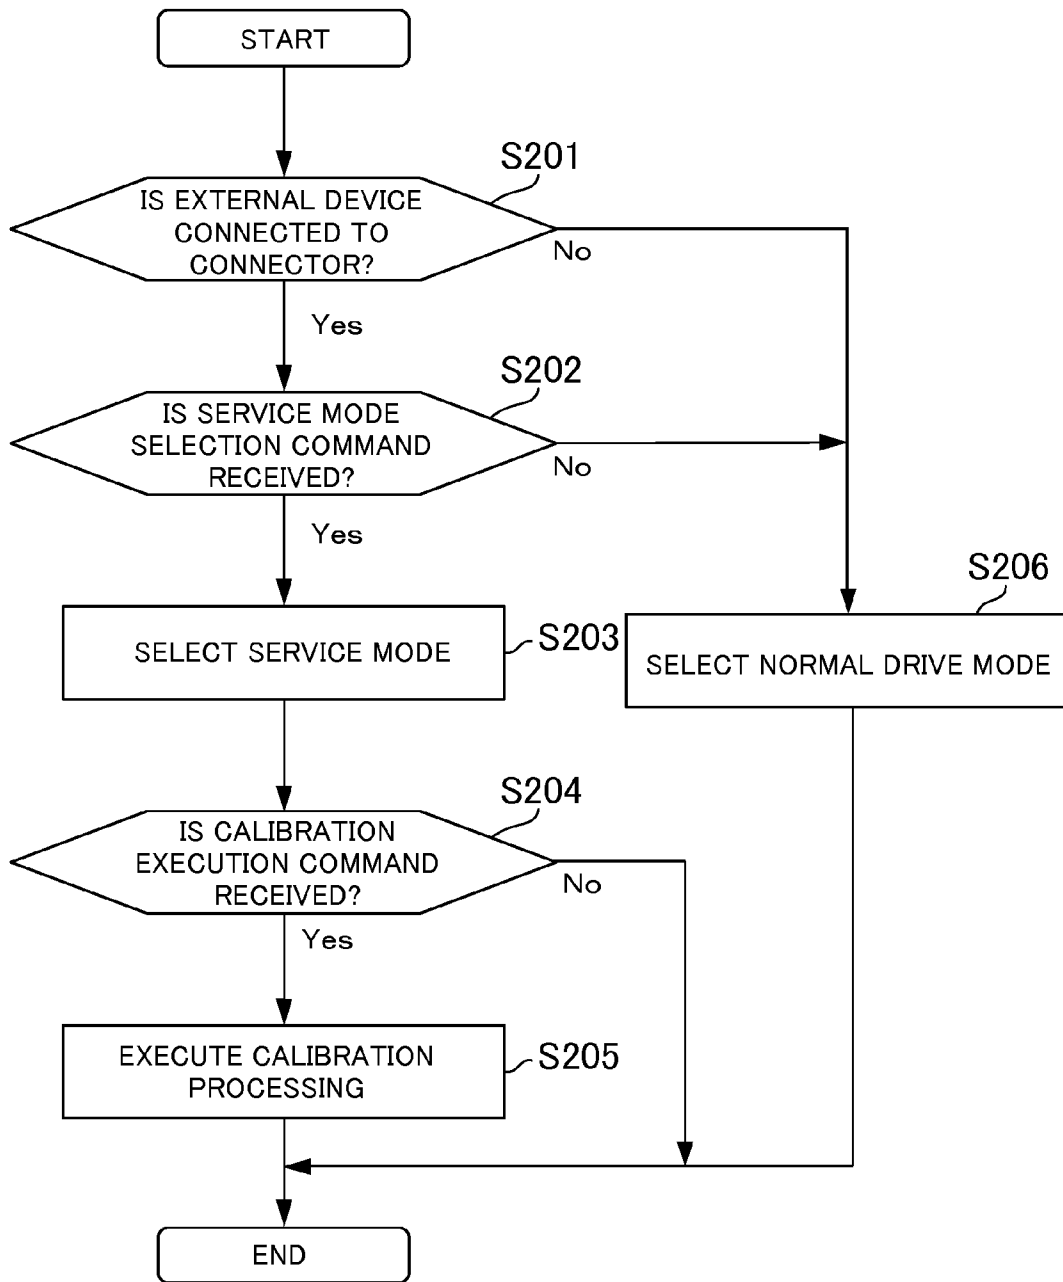 START
S201
IS EXTERNAL DEVICE
CONNECTED TO
CONNECTOR?
No
Yes
S202
IS SERVICE MODE
SELECTION COMMAND
RECEIVED?
No
Yes
S206
SELECT SERVICE MODE
S203
SELECT NORMAL DRIVE MODE
S204
IS CALIBRATION
EXECUTION COMMAND
RECEIVED?
No
Yes
EXECUTE CALIBRATION
PROCESSING
S205
END